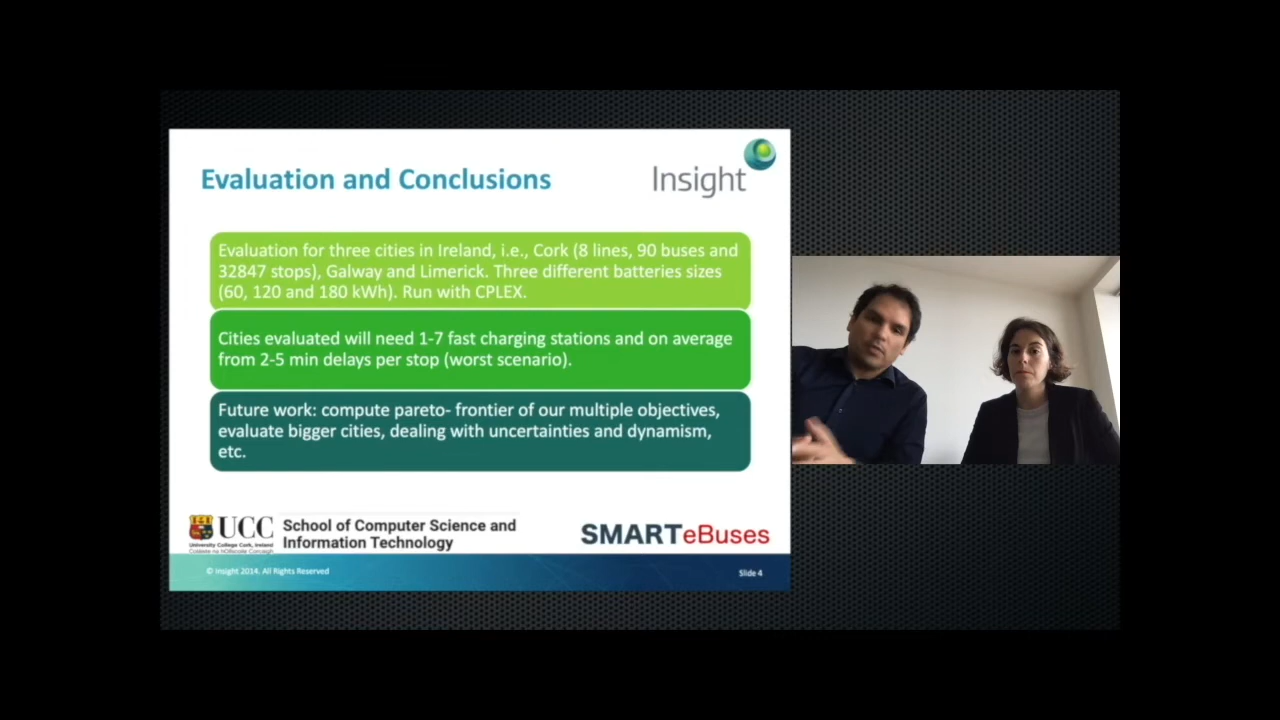 Evaluation and Conclusions
Insight
Evaluation for three cities in Ireland, i.e., Cork (8 lines, 90 buses and
32847 stops), Galway and Limerick. Three different batteries sizes
(60, 120 and 180 kWh). Run with CPLEX.
Cities evaluated will need 1-7 fast charging stations and on average
from 2-5 min delays per stop (worst scenario).
Future work: compute pareto- frontier of our multiple objectives,
evaluate bigger cities, dealing with uncertainties and dynamism,
etc.
UCC
University College Cork, Ireland
School of Computer Science and
Information Technology
SMARTeBuses
© Insight 2014. All Rights Reserved
Slide 4